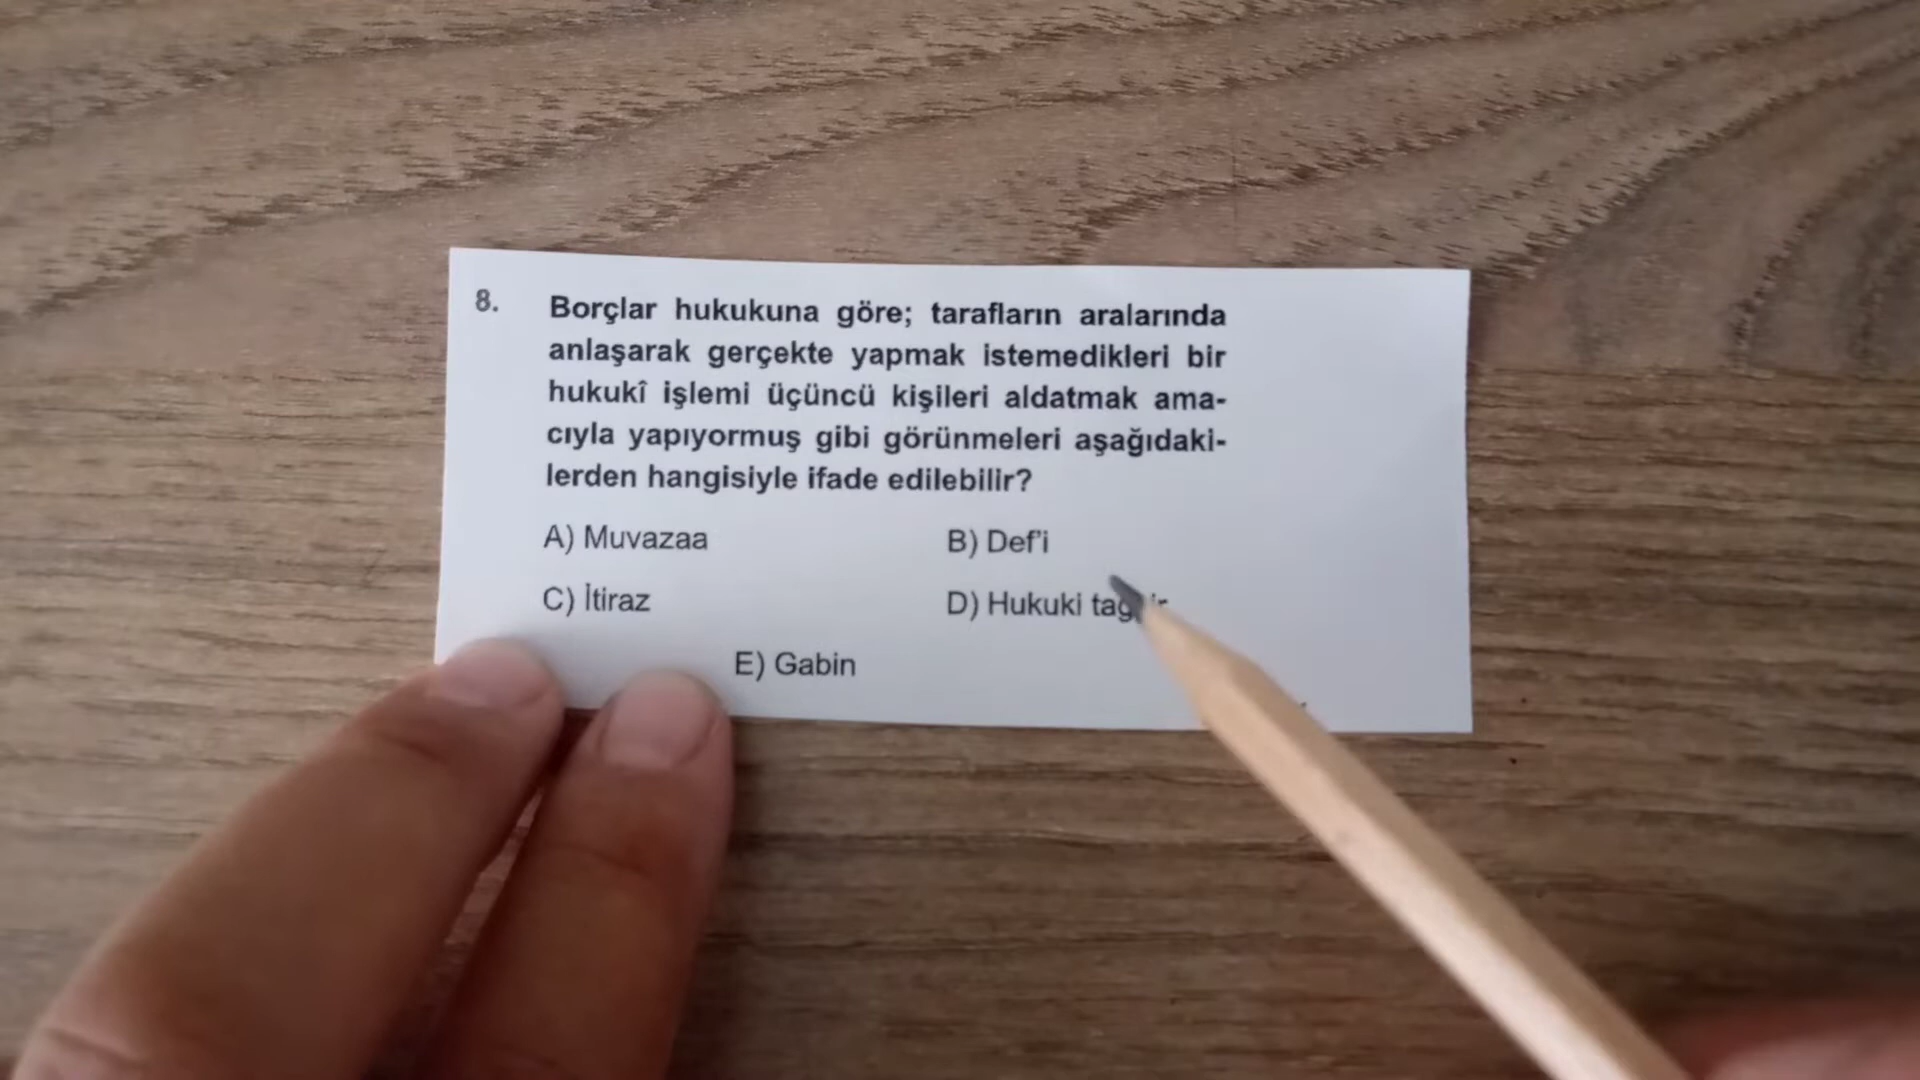 8. Borçlar hukukuna göre; tarafların aralarında
anlaşarak gerçekte yapmak istemedikleri bir
hukukî işlemi üçüncü kişileri aldatmak ama-
cıyla yapıyormuş gibi görünmeleri aşağıdaki-
lerden hangisiyle ifade edilebilir?
A) Muvazaa B) Def'i
C) İtiraz D) Hukuki
E) Gabin